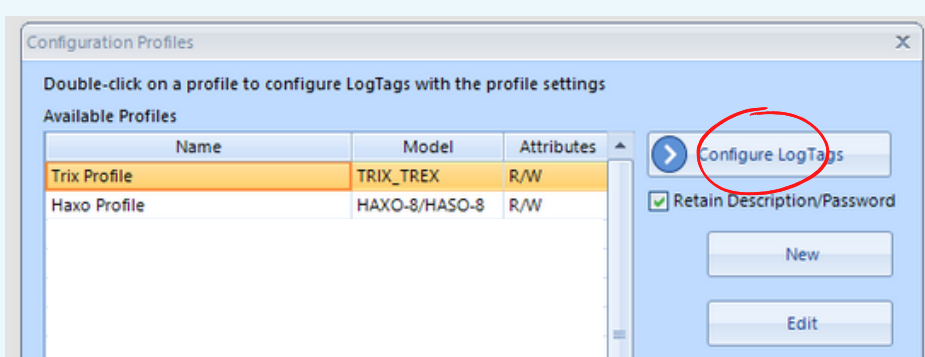 Configuration Profiles
Double-click on a profile to configure LogTags with the profile settings
Available Profiles
Name Model Attributes
Trix Profile TRIX_TREX R/W
Haxo Profile HAXO-8/HASO-8 R/W
Configure LogTags
Retain Description/Password
New
Edit